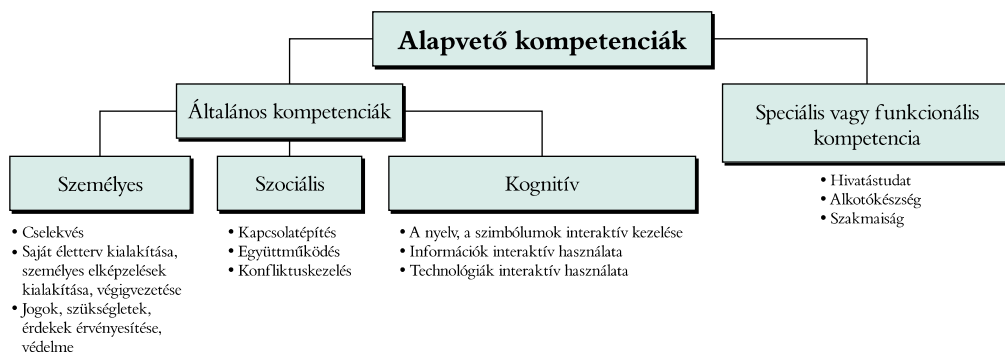 Alapvető kompetenciák
Általános kompetenciák
Speciális vagy funkcionális
kompetencia
• Hivatástudat
• Alkotókészség
• Szakmaiság
Személyes
• Cselekvés
• Saját életterv kialakítása,
személyes elképzelések
kialakítása, végigvezetése
• Jogok, szükségletek,
érdekek érvényesítése,
védelme
Szociális
• Kapcsolatépítés
• Együttműködés
• Konfliktuskezelés
Kognitív
• A nyelv, a szimbólumok interaktív kezelése
• Információk interaktív használata
• Technológiák interaktív használata